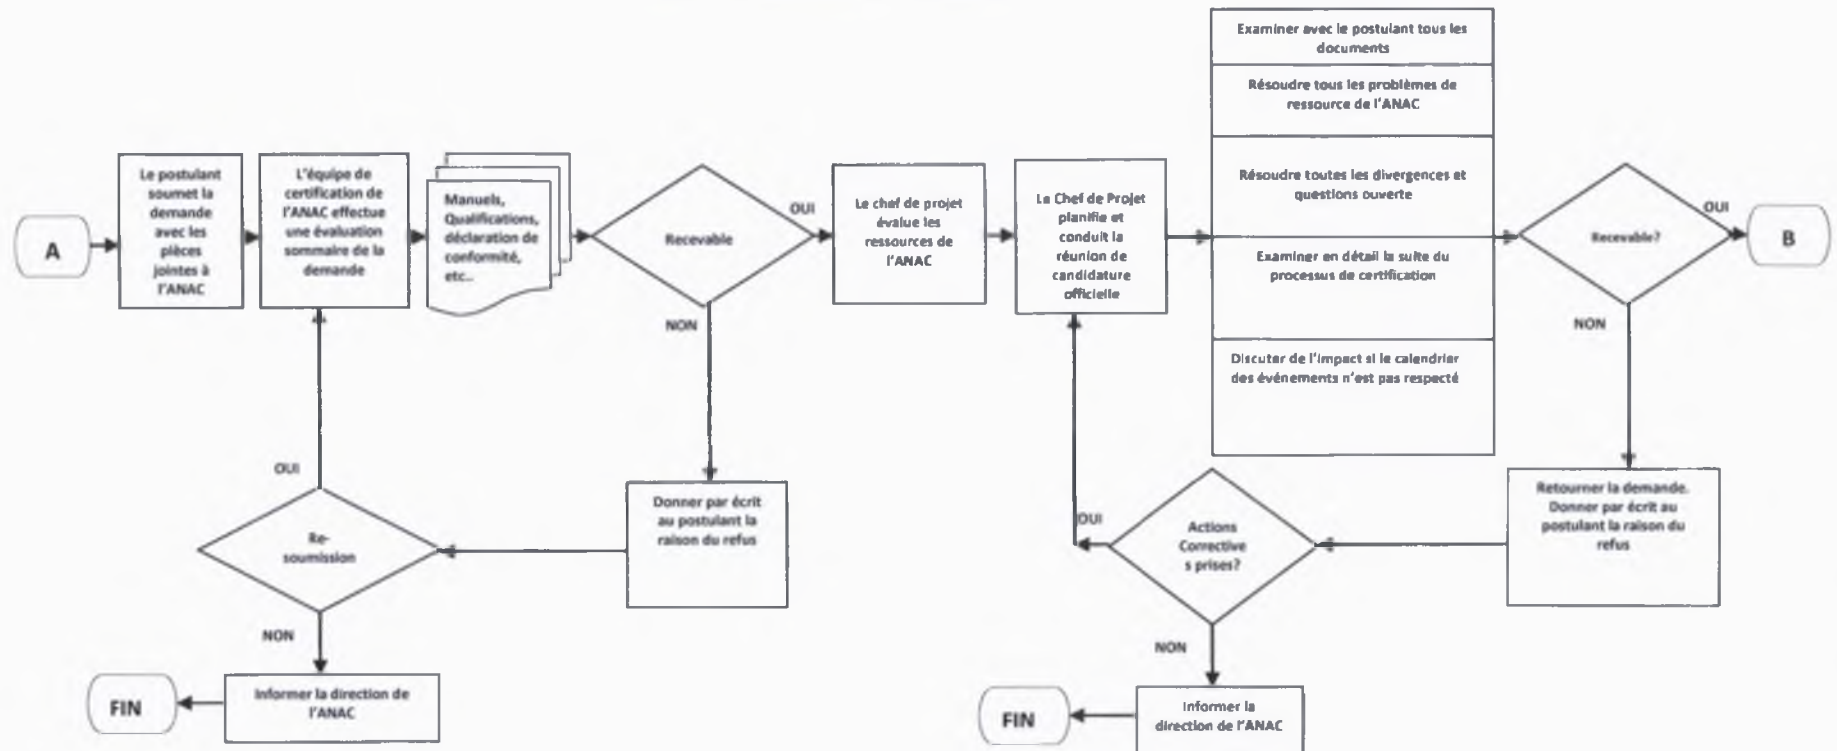 A
Le postulant
soumet la
demande
avec les
pièces
jointes à
l'ANAC
L'équipe de
certification de
l'ANAC effectue
une évaluation
sommaire de la
demande
Manuels,
Qualifications,
déclaration de
conformité,
etc..
Recevable
OUI
NON
Le chef de projet
évalue les
ressources de
l'ANAC
Le Chef de Projet
planifie et
conduit la
réunion de
candidature
officielle
Examiner avec le postulant tous les
documents
Résoudre tous les problèmes de
ressource de l'ANAC
Résoudre toutes les divergences et
questions ouverte
Examiner en détail la suite du
processus de certification
Discuter de l'impact si le calendrier
des événements n'est pas respecté
Recevable?
OUI
B
NON
Donner par écrit
au postulant la
raison du refus
Re-
soumission
OUI
NON
Informer la direction de
l'ANAC
FIN
Retourner la demande.
Donner par écrit au
postulant la raison du
refus
Actions
Corrective
s prises?
OUI
NON
Informer la
direction de l'ANAC
FIN